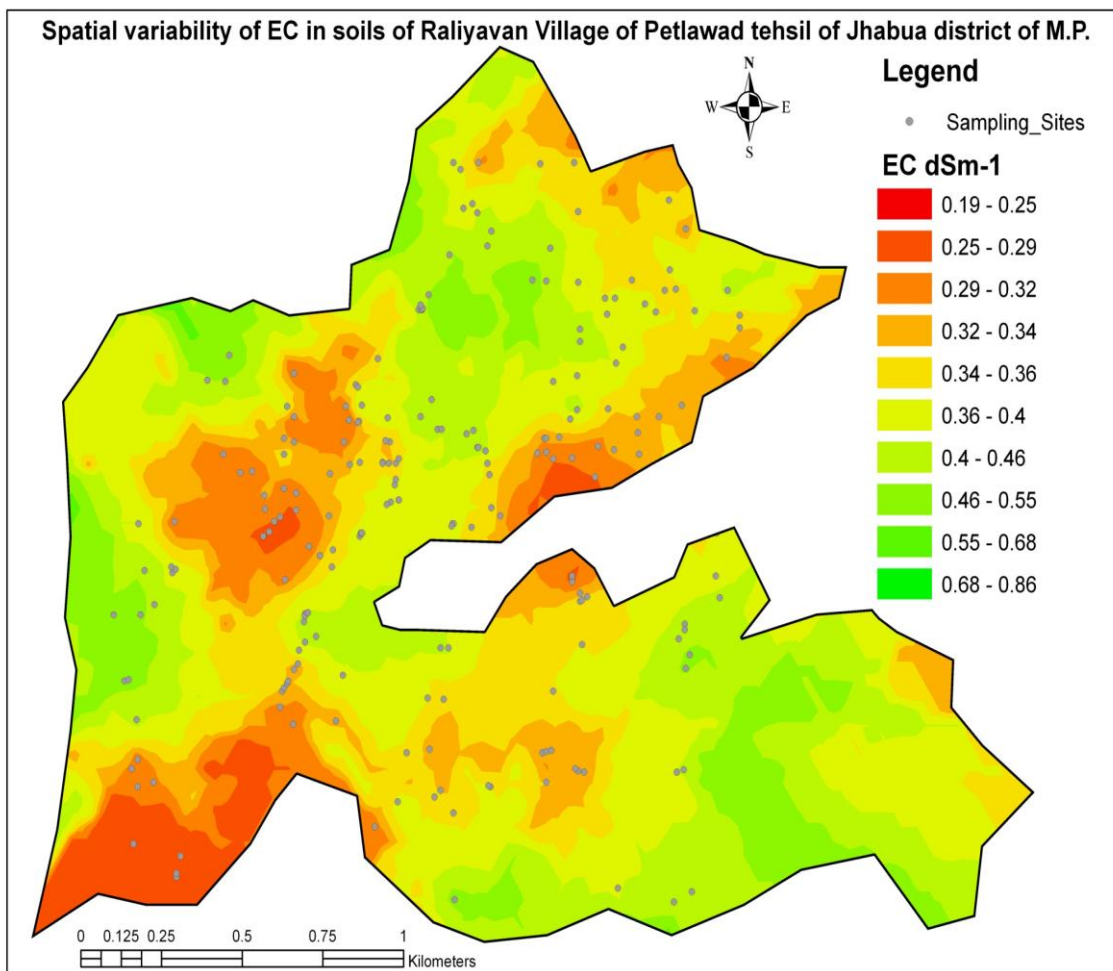 Spatial variability of EC in soils of Raliyavan Village of Petlawad tehsil of Jhabua district of M.P.
N
W E
S
Legend
Sampling_Sites
EC dSm-1
0.19 - 0.25
0.25 - 0.29
0.29 - 0.32
0.32 - 0.34
0.34 - 0.36
0.36 - 0.4
0.4 - 0.46
0.46 - 0.55
0.55 - 0.68
0.68 - 0.86
0 0.125 0.25 0.5 0.75 1
Kilometers